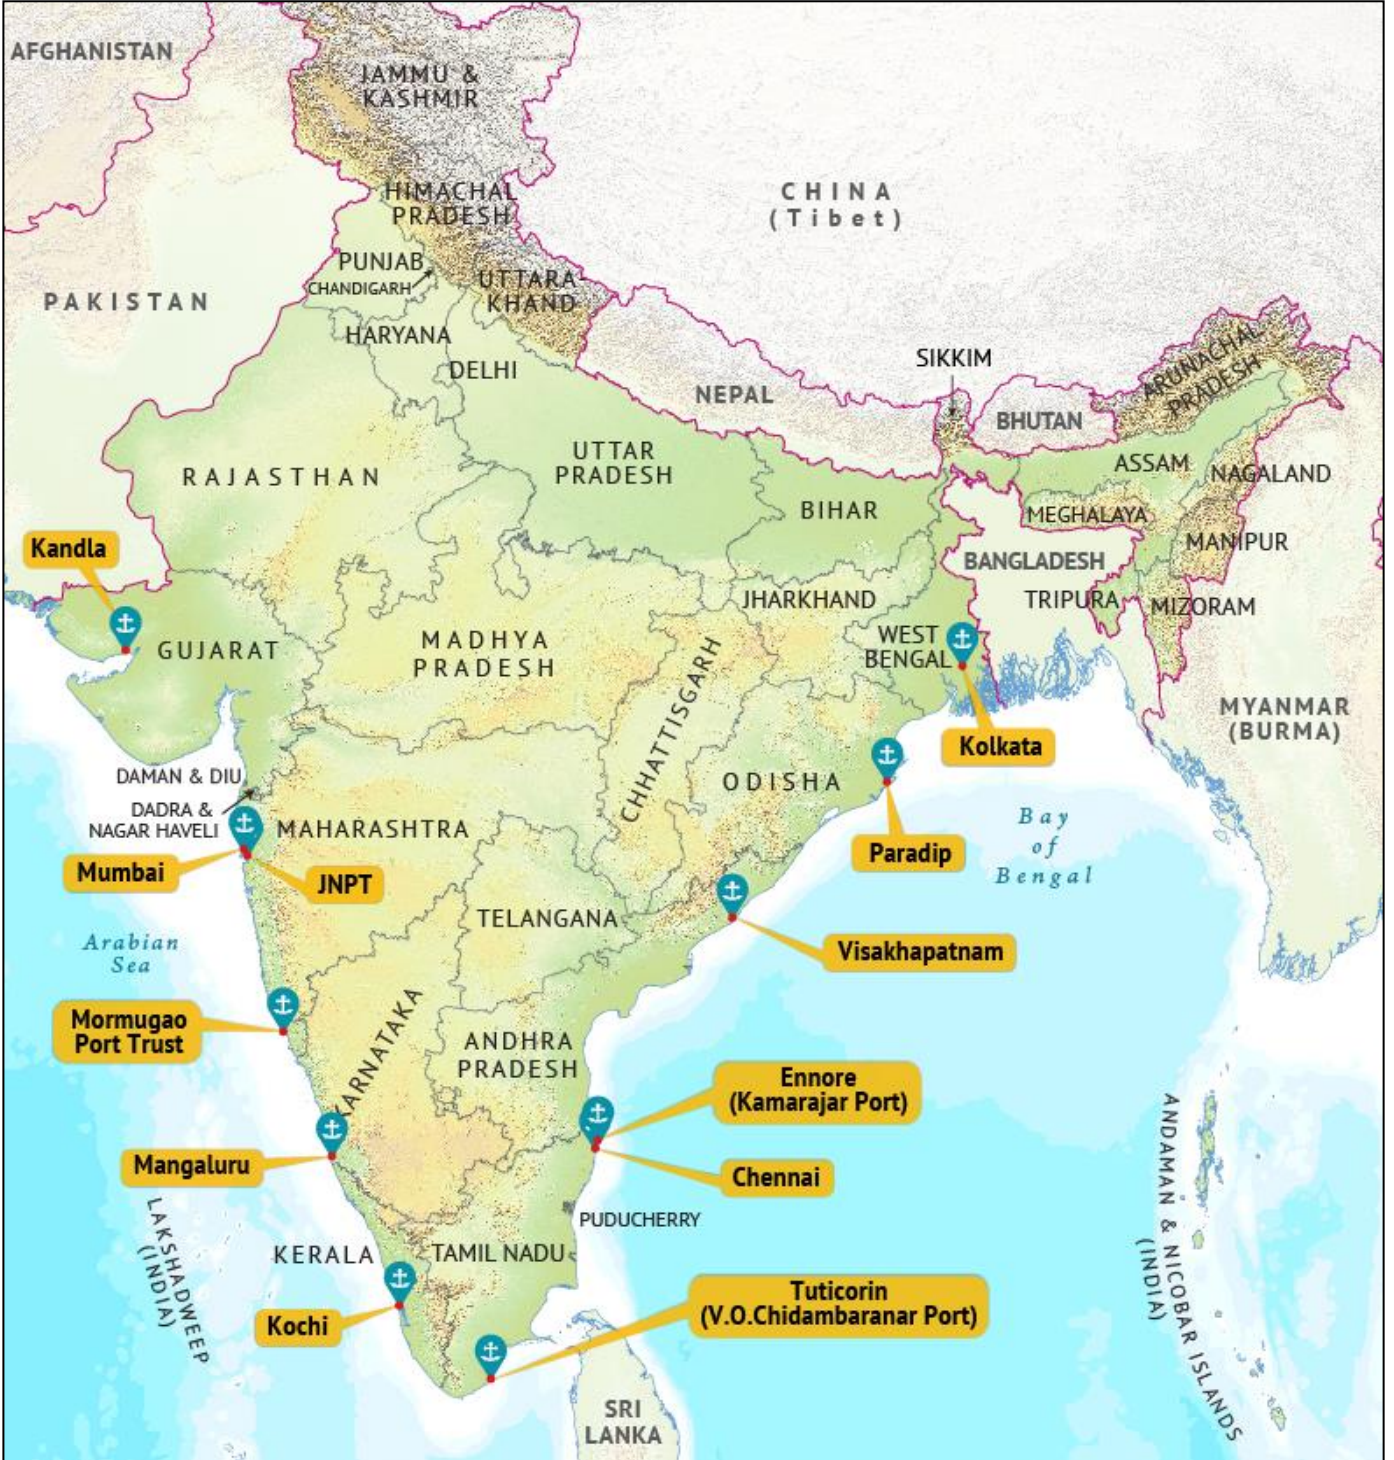 AFGHANISTAN
JAMMU &
KASHMIR
CHINA
(Tibet)
HIMACHAL
PRADESH
PUNJAB
CHANDIGARH
UTTARA-
KHAND
PAKISTAN
HARYANA
DELHI
SIKKIM
ARUNACHAL
PRADESH
NEPAL
BHUTAN
UTTAR
PRADESH
RAJASTHAN
ASSAM
NAGALAND
BIHAR
MEGHALAYA
MANIPUR
Kandla
BANGLADESH
JHARKHAND
TRIPURA
MIZORAM
GUJARAT
MADHYA
PRADESH
WEST
BENGAL
CHHATTISGARH
MYANMAR
(BURMA)
Kolkata
DAMAN & DIU
ODISHA
DADRA &
NAGAR HAVELI
MAHARASHTRA
Bay
of
Bengal
Paradip
Mumbai
JNPT
TELANGANA
Arabian
Sea
Visakhapatnam
Mormugao
Port Trust
KARNATAKA
ANDHRA
PRADESH
Ennore
(Kamarajar Port)
Mangaluru
Chennai
PUDUCHERRY
LAKSHADWEEP
(INDIA)
KERALA
TAMIL NADU
ANDAMAN & NICOBAR ISLANDS
(INDIA)
Kochi
Tuticorin
(V.O.Chidambaranar Port)
SRI
LANKA